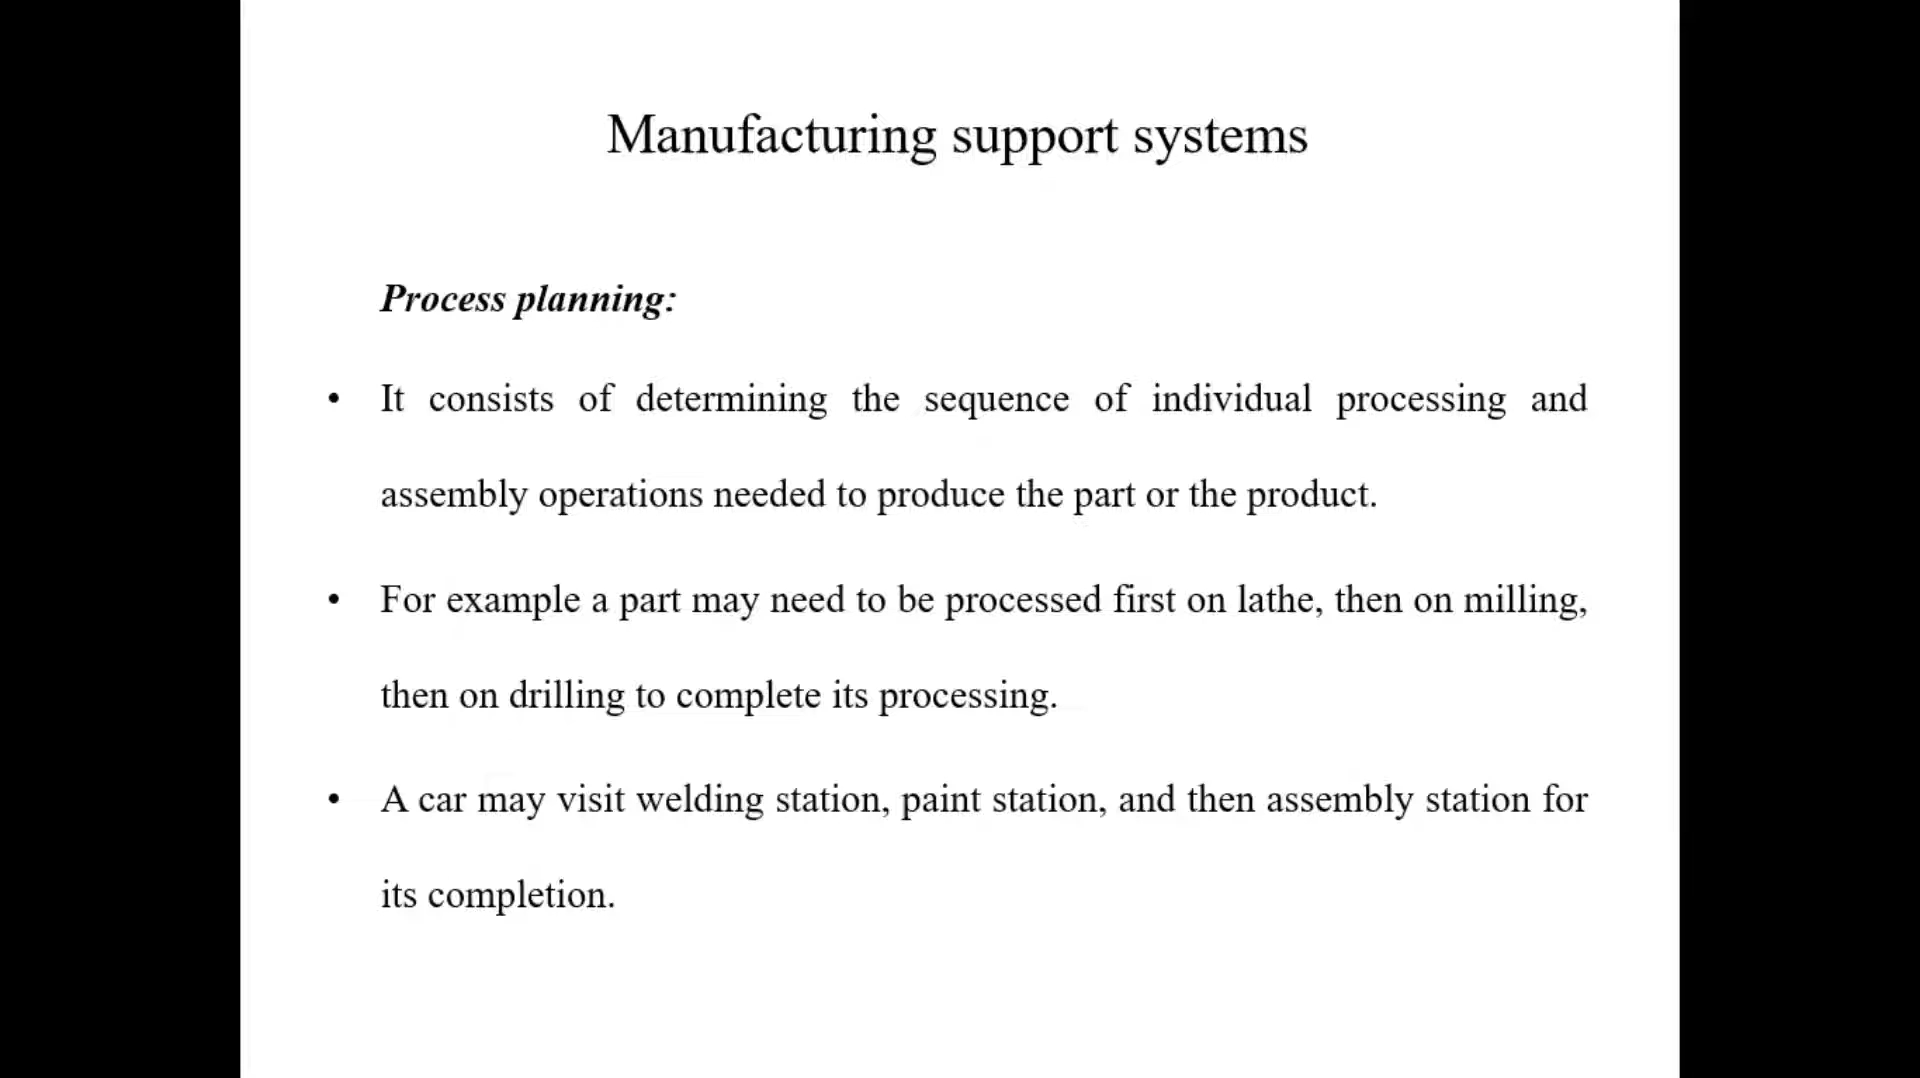 Manufacturing support systems
Process planning:
• It consists of determining the sequence of individual processing and
assembly operations needed to produce the part or the product.
• For example a part may need to be processed first on lathe, then on milling,
then on drilling to complete its processing.
• A car may visit welding station, paint station, and then assembly station for
its completion.